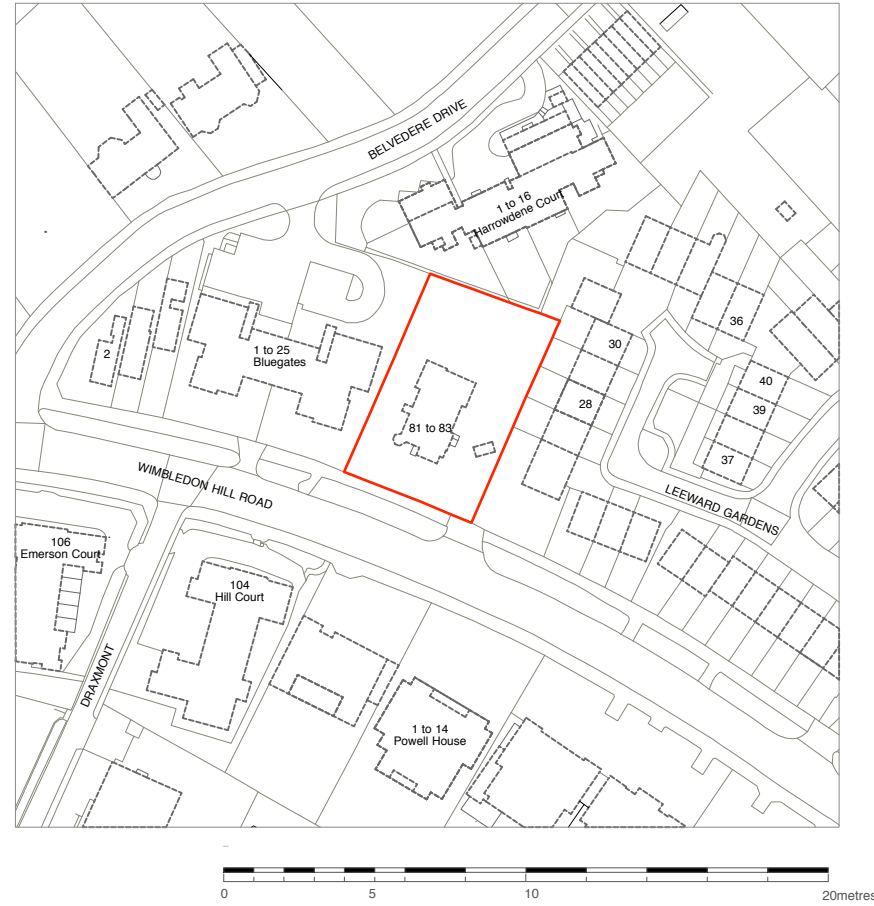 BELVEDERE DRIVE
1 to 16
Harrowdene Court
36
30
2
1 to 25
Bluegates
40
28
39
81 to 83
37
WIMBLEDON HILL ROAD
LEEWARD GARDENS
106
Emerson Court
104
Hill Court
DRAXMONT
1 to 14
Powell House
0
5
10
20metres